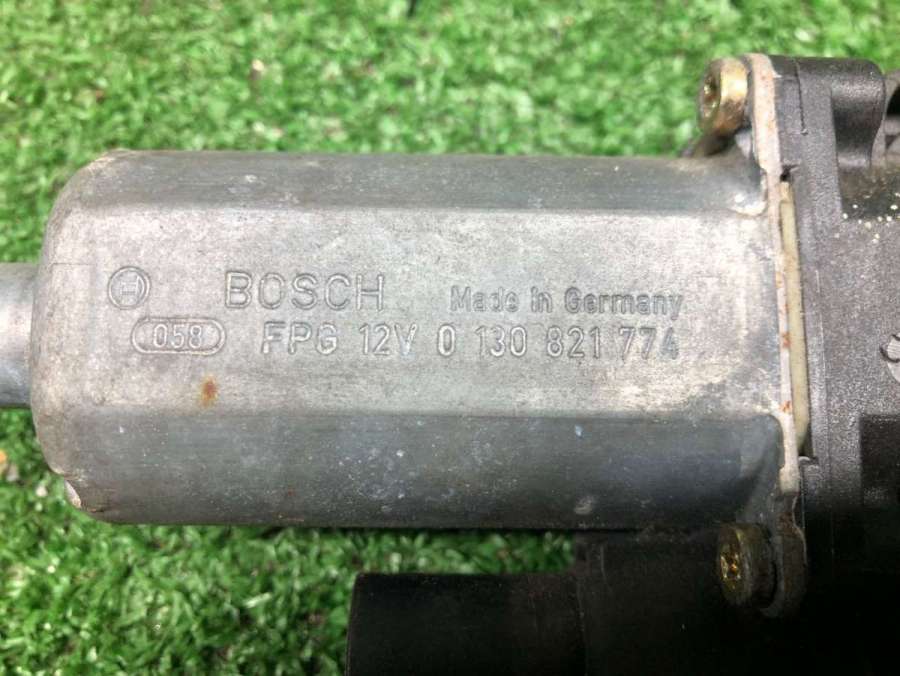 BOSCH Made in Germany
058 FPG 12V 0 130 821 774